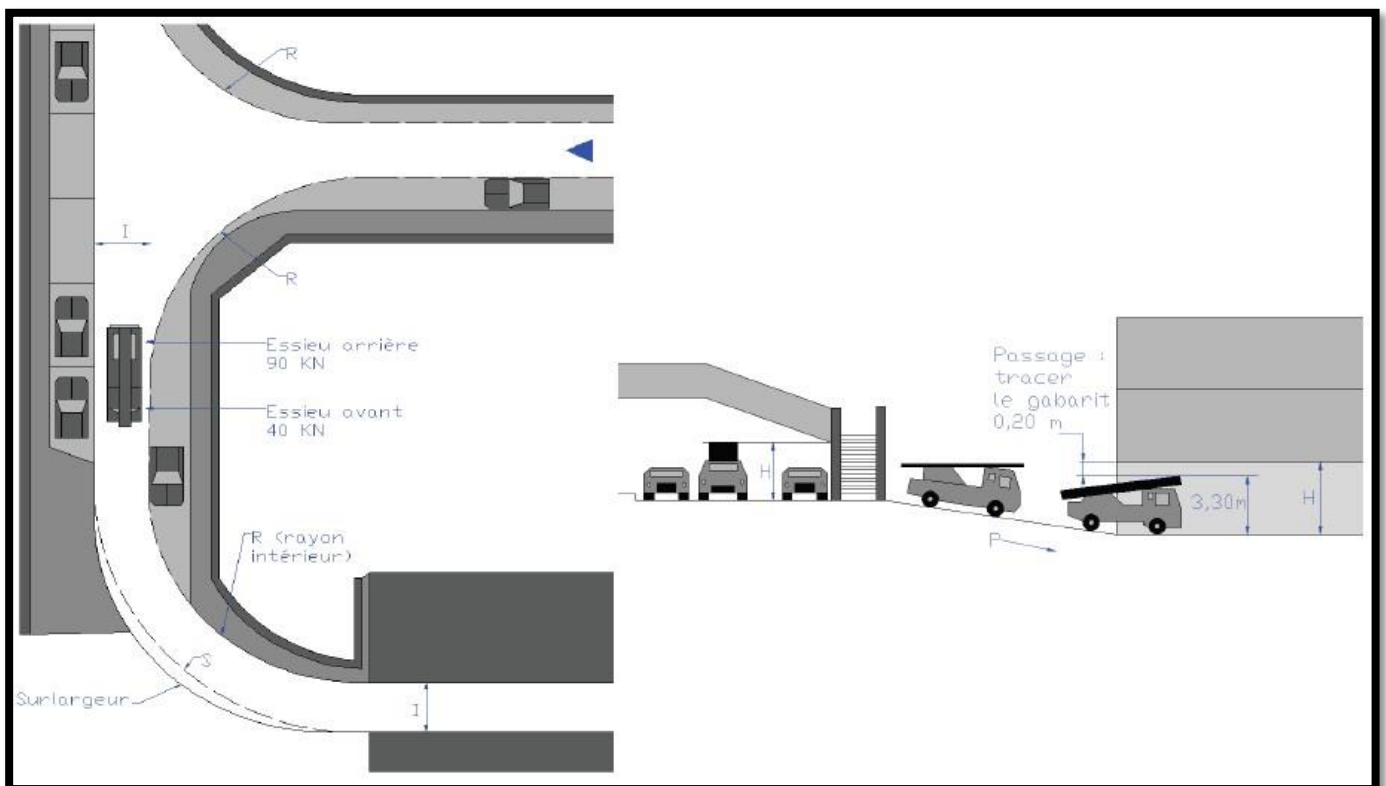 R
I
R
Essieu arrière
90 KN
Essieu avant
40 KN
R (rayon
intérieur)
S
Surlargeur
I
Passage :
tracer
le gabarit
0,20 m
H
3,30m
H
P